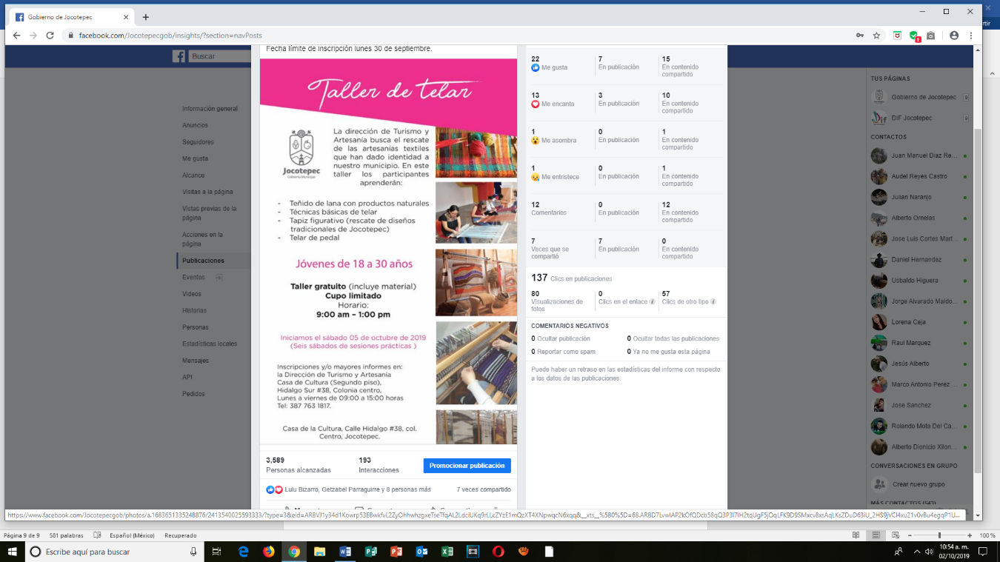 Gobierno de Jocotepec
facebook.com/Jocotepecgob/insights/?section=navPosts
Buscar
Información general
Anuncios
Seguidores
Me gusta
Alcance
Visitas a la página
Vistas previas de la
página
Acciones en la
página
Publicaciones
Eventos
Videos
Historias
Personas
Estadísticas locales
Mensajes
API
Pedidos
Fecha límite de inscripción lunes 30 de septiembre.
Taller de telar
Jocotepec
Gobierno Municipal
La dirección de Turismo y
Artesanía busca el rescate
de las artesanías textiles
que han dado identidad a
nuestro municipio. En este
taller los participantes
aprenderán:
- Teñido de lana con productos naturales
- Técnicas básicas de telar
- Tapiz figurativo (rescate de diseños
tradicionales de Jocotepec)
- Telar de pedal
Jóvenes de 18 a 30 años
Taller gratuito (incluye material)
Cupo limitado
Horario:
9:00 am – 1:00 pm
Iniciamos el sábado 05 de octubre de 2019
(Seis sábados de sesiones prácticas )
Inscripciones y/o mayores informes en:
la Dirección de Turismo y Artesanía
Casa de Cultura (Segundo piso),
Hidalgo Sur #38, Colonia centro,
Lunes a viernes de 09:00 a 15:00 horas
Tel: 387 763 1817.
Casa de la Cultura, Calle Hidalgo #38, col.
Centro, Jocotepec.
3,589
Personas alcanzadas
193
Interacciones
Promocionar publicación
Lulu Bizarro, Getzabel Parraguirre y 8 personas más
7 veces compartido
22 7 15
Me gusta En publicación En contenido
compartido
13 3 10
Me encanta En publicación En contenido
compartido
1 0 1
Me asombra En publicación En contenido
compartido
1 0 1
Me entristece En publicación En contenido
compartido
12 0 12
Comentarios En publicación En contenido
compartido
7 7 0
Veces que se En publicación En contenido
compartió compartido
137 Clics en publicaciones
80 0 57
Visualizaciones de Clics en el enlace Clics de otro tipo
fotos
COMENTARIOS NEGATIVOS
0 Ocultar publicación 0 Ocultar todas las publicaciones
0 Reportar como spam 0 Ya no me gusta esta página
Puede haber un retraso en las estadísticas del informe con respecto
a los datos de las publicaciones.
TUS PÁGINAS
Gobierno de Jocotepec
DIF Jocotepec
CONTACTOS
Juan Manuel Diaz Re...
Audel Reyes Castro
Julian Naranjo
Alberto Ornelas
Jose Luis Cortes Mart...
Daniel Hernandez
Usbaldo Higuera
Jorge Alvarado Maldo...
Lorena Ceja
Raul Marquez
Jesús Alberto
Marco Antonio Perez ...
Jose Sanchez
Rolando Mota Del Ca...
Alberto Dionicio Xilon...
CONVERSACIONES EN GRUPO
Crear nuevo grupo
MÁS CONTACTOS (543)
Página 9 de 9 581 palabras Español (México) Recuperado
100 %
Escribe aquí para buscar
10:54 a. m.
02/10/2019